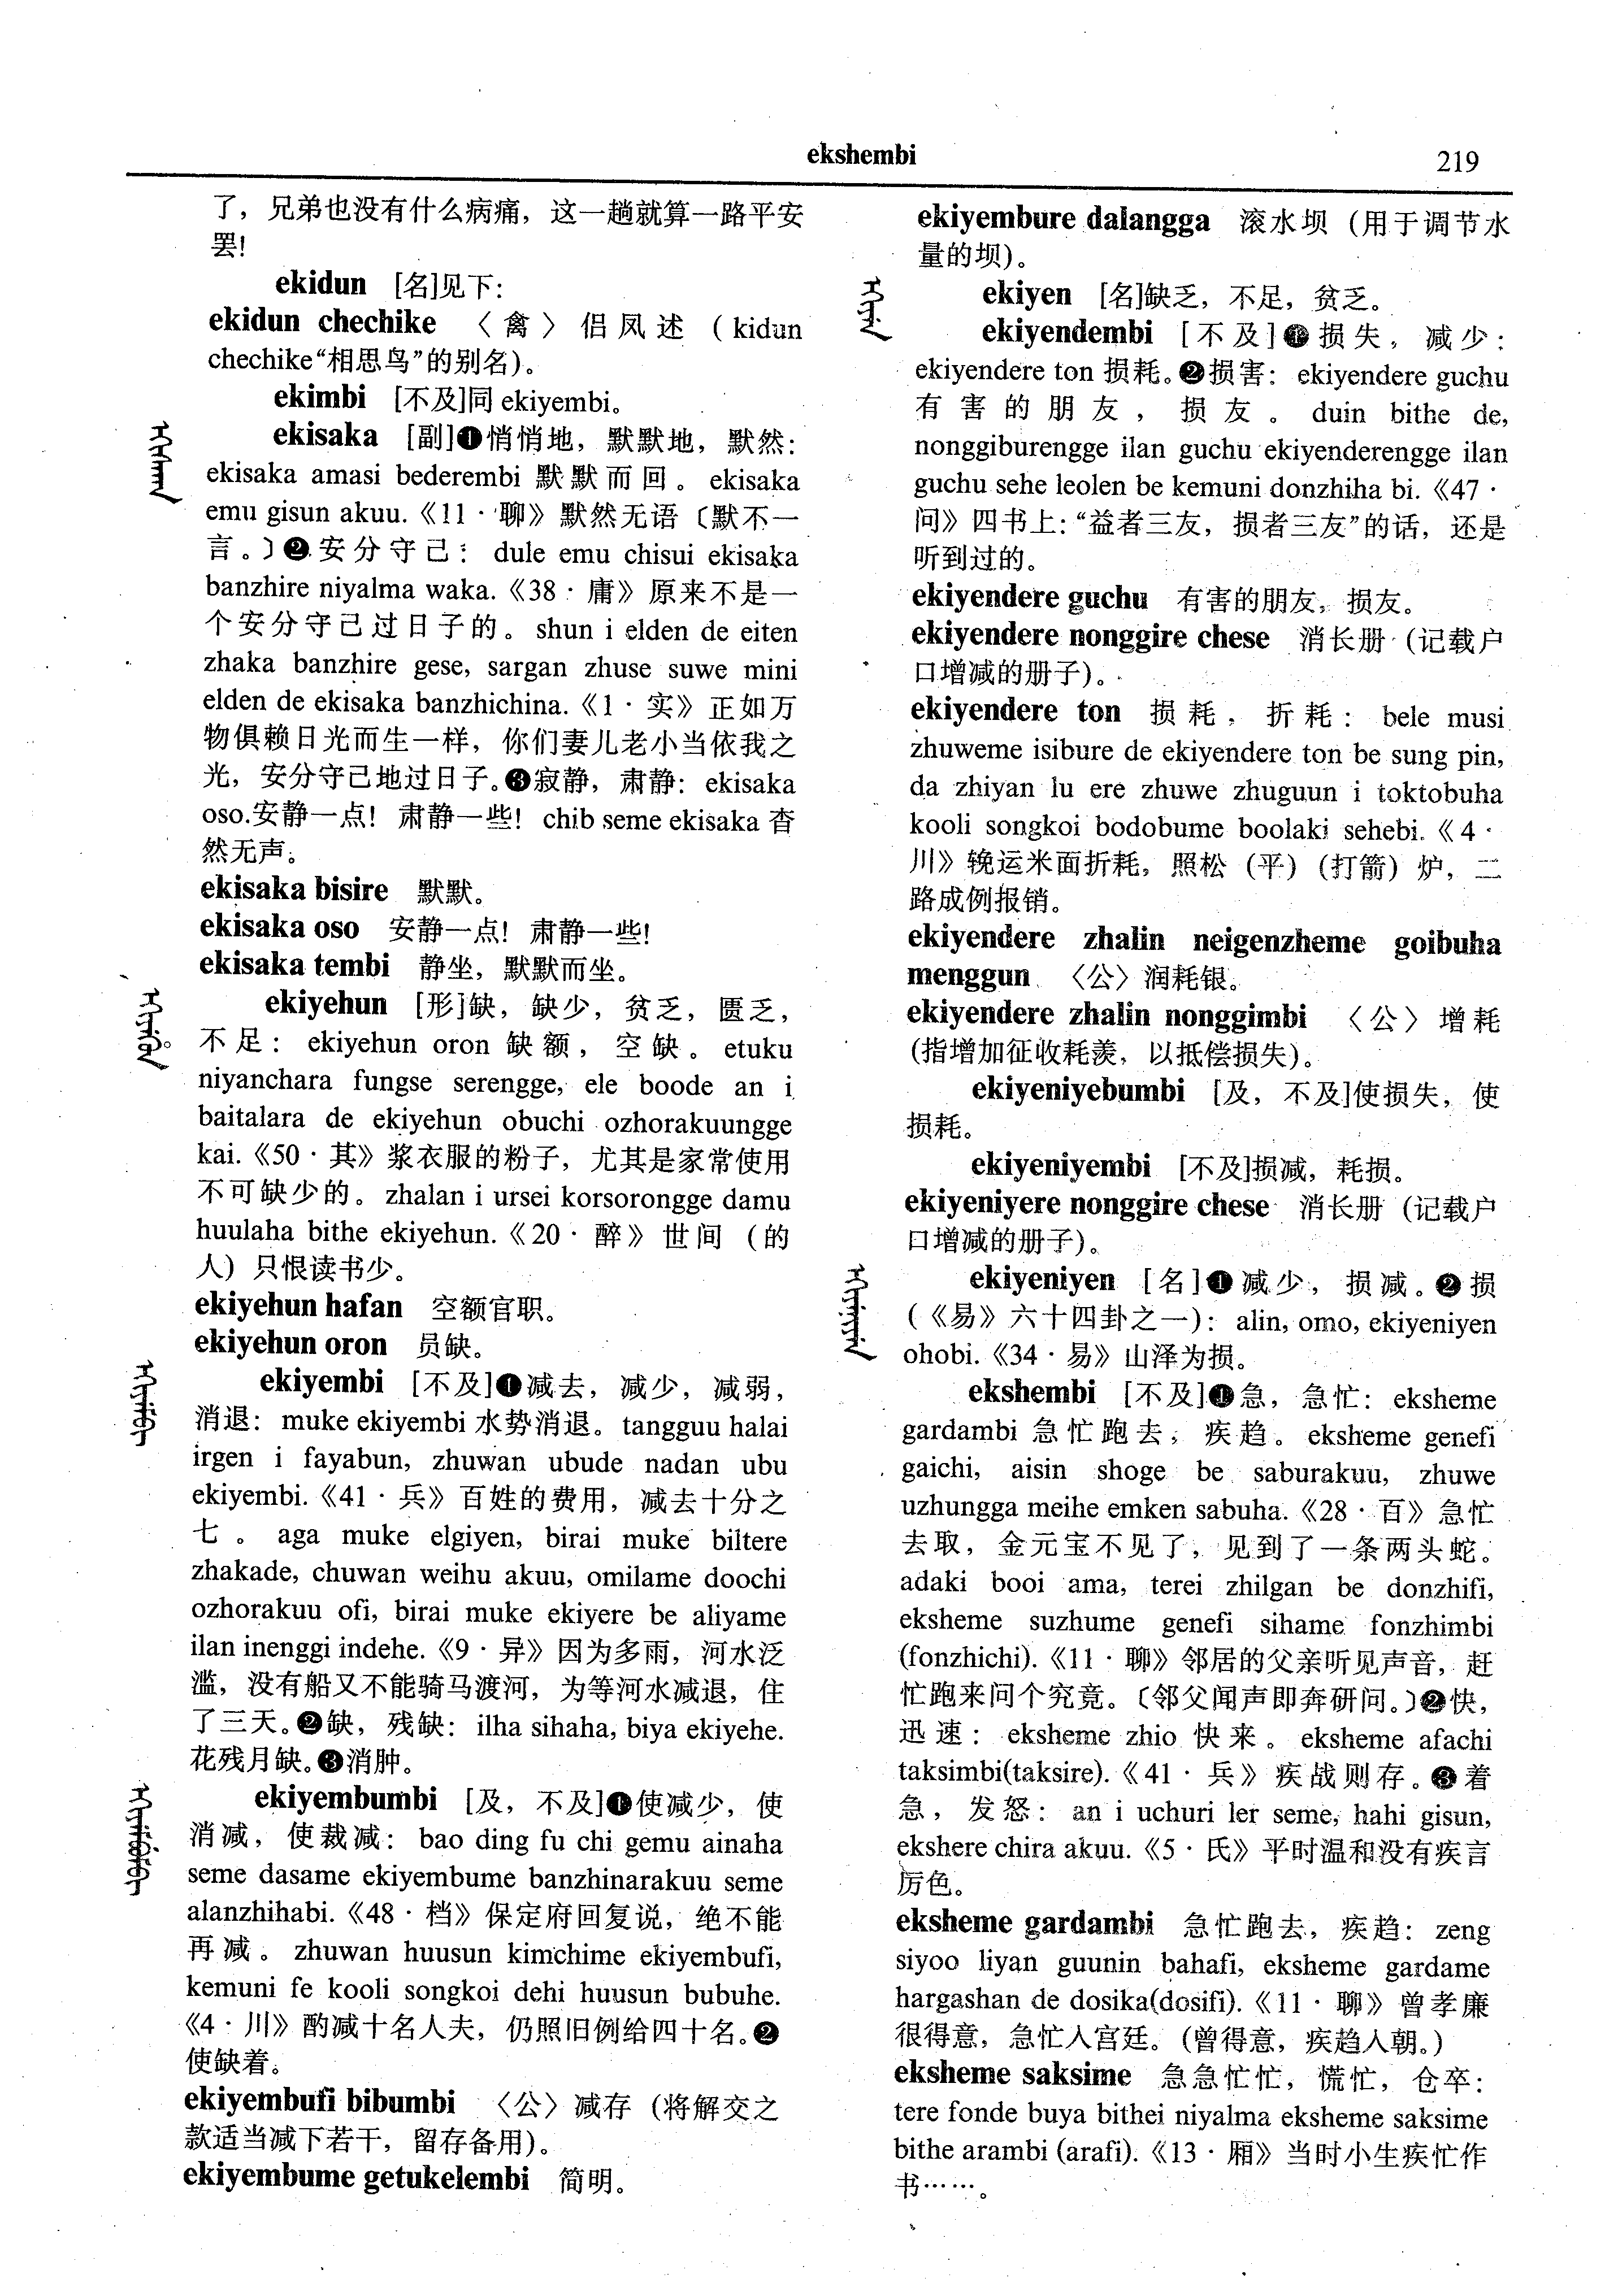 ekshembi
219
了，兄弟也没有什么病痛，这一趟就算一路平安
罢！
ekidun [名]见下：
ekidun chechike 〈禽〉侣凤述（kidun
chechike“相思鸟”的别名）。
ekimbi [不及]同 ekiyembi。
ekisaka [副]❶悄悄地，默默地，默然：
ekisaka amasi bederembi 默默而回。ekisaka
emu gisun akuu.《11·聊》默然无语〔默不一
言。〕❷安分守己：dule emu chisui ekisaka
banzhire niyalma waka.《38·庸》原来不是一
个安分守己过日子的。shun i elden de eiten
zhaka banzhire gese, sargan zhuse suwe mini
elden de ekisaka banzhichina.《1·实》正如万
物俱赖日光而生一样，你们妻儿老小当依我之
光，安分守己地过日子。❸寂静，肃静：ekisaka
oso.安静一点！肃静一些！chib seme ekisaka 杳
然无声。
ekisaka bisire 默默。
ekisaka oso 安静一点！肃静一些！
ekisaka tembi 静坐，默默而坐。
ekiyehun [形]缺，缺少，贫乏，匮乏，
不足：ekiyehun oron 缺额，空缺。etuku
niyanchara fungse serengge, ele boode an i
baitalara de ekiyehun obuchi ozhorakuungge
kai.《50·其》浆衣服的粉子，尤其是家常使用
不可缺少的。zhalan i ursei korsorongge damu
huulaha bithe ekiyehun.《20·醉》世间（的
人）只恨读书少。
ekiyehun hafan 空额官职。
ekiyehun oron 员缺。
ekiyembi [不及]❶减去，减少，减弱，
消退：muke ekiyembi 水势消退。tangguu halai
irgen i fayabun, zhuwan ubude nadan ubu
ekiyembi.《41·兵》百姓的费用，减去十分之
七。aga muke elgiyen, birai muke biltere
zhakade, chuwan weihu akuu, omilame doochi
ozhorakuu ofi, birai muke ekiyere be aliyame
ilan inenggi indehe.《9·异》因为多雨，河水泛
滥，没有船又不能骑马渡河，为等河水减退，住
了三天。❷缺，残缺：ilha sihaha, biya ekiyehe.
花残月缺。❸消肿。
ekiyembumbi [及，不及]❶使减少，使
消减，使裁减：bao ding fu chi gemu ainaha
seme dasame ekiyembume banzhinarakuu seme
alanzhihabi.《48·档》保定府回复说，绝不能
再减。zhuwan huusun kimchime ekiyembufi,
kemuni fe kooli songkoi dehi huusun bubuhe.
《4·川》酌减十名人夫，仍照旧例给四十名。❷
使缺着。
ekiyembufi bibumbi 〈公〉减存（将解交之
款适当减下若干，留存备用）。
ekiyembume getukelembi 简明。
ekiyembure dalangga 滚水坝（用于调节水
量的坝）。
ekiyen [名]缺乏，不足，贫乏。
ekiyendembi [不及]❶损失，减少：
ekiyendere ton 损耗。❷损害：ekiyendere guchu
有害的朋友，损友。duin bithe de,
nonggiburengge ilan guchu ekiyenderengge ilan
guchu sehe leolen be kemuni donzhiha bi.《47·
问》四书上：“益者三友，损者三友”的话，还是
听到过的。
ekiyendere guchu 有害的朋友，损友。
ekiyendere nonggire chese 消长册（记载户
口增减的册子）。
ekiyendere ton 损耗，折耗：bele musi
zhuweme isibure de ekiyendere ton be sung pin,
da zhiyan lu ere zhuwe zhuguun i toktobuha
kooli songkoi bodobume boolaki sehebi.《4·
川》辁运米面折耗，照松（平）（打箭）炉，二
路成例报销。
ekiyendere zhalin neigenzheme goibuha
menggun 〈公〉润耗银。
ekiyendere zhalin nonggimbi 〈公〉增耗
（指增加征收耗羡，以抵偿损失）。
ekiyeniyebumbi [及，不及]使损失，使
损耗。
ekiyeniyembi [不及]损减，耗损。
ekiyeniyere nonggire chese 消长册（记载户
口增减的册子）。
ekiyeniyen [名]❶减少，损减。❷损
（《易》六十四卦之一）：alin, omo, ekiyeniyen
ohobi.《34·易》山泽为损。
ekshembi [不及]❶急，急忙：eksheme
gardambi 急忙跑去，疾趋。eksheme genefi
gaichi, aisin shoge be saburakuu, zhuwe
uzhungga meihe emken sabuha.《28·百》急忙
去取，金元宝不见了，见到了一条两头蛇。
adaki booi ama, terei zhilgan be donzhifi,
eksheme suzhume genefi sihame fonzhimbi
(fonzhichi).《11·聊》邻居的父亲听见声音，赶
忙跑来问个究竟。〔邻父闻声即奔研问。〕❷快，
迅速：eksheme zhio 快来。eksheme afachi
taksimbi(taksire).《41·兵》疾战则存。❸着
急，发怒：an i uchuri ler seme, hahi gisun,
ekshere chira akuu.《5·氏》平时温和没有疾言
厉色。
eksheme gardambi 急忙跑去，疾趋：zeng
siyoo liyan guunin bahafi, eksheme gardame
hargashan de dosika(dosifi).《11·聊》曾孝廉
很得意，急忙人宫廷。（曾得意，疾趋人朝。）
eksheme saksime 急急忙忙，慌忙，仓卒：
tere fonde buya bithei niyalma eksheme saksime
bithe arambi (arafi).《13·厢》当时小生疾忙作
书……。